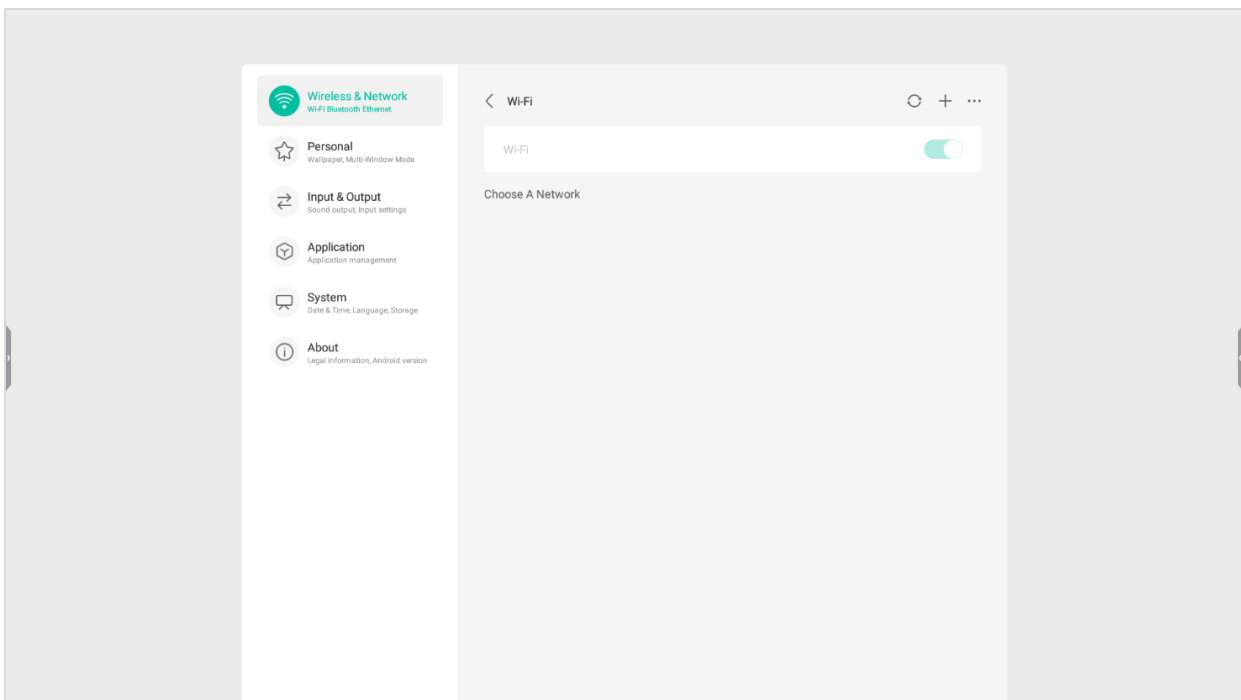 Wireless & Network
Wi-Fi Bluetooth Ethernet
Personal
Wallpaper, Multi-Window Mode
Input & Output
Sound output, Input settings
Application
Application management
System
Date & Time, Language, Storage
About
Legal information, Android version
Wi-Fi
Wi-Fi
Choose A Network